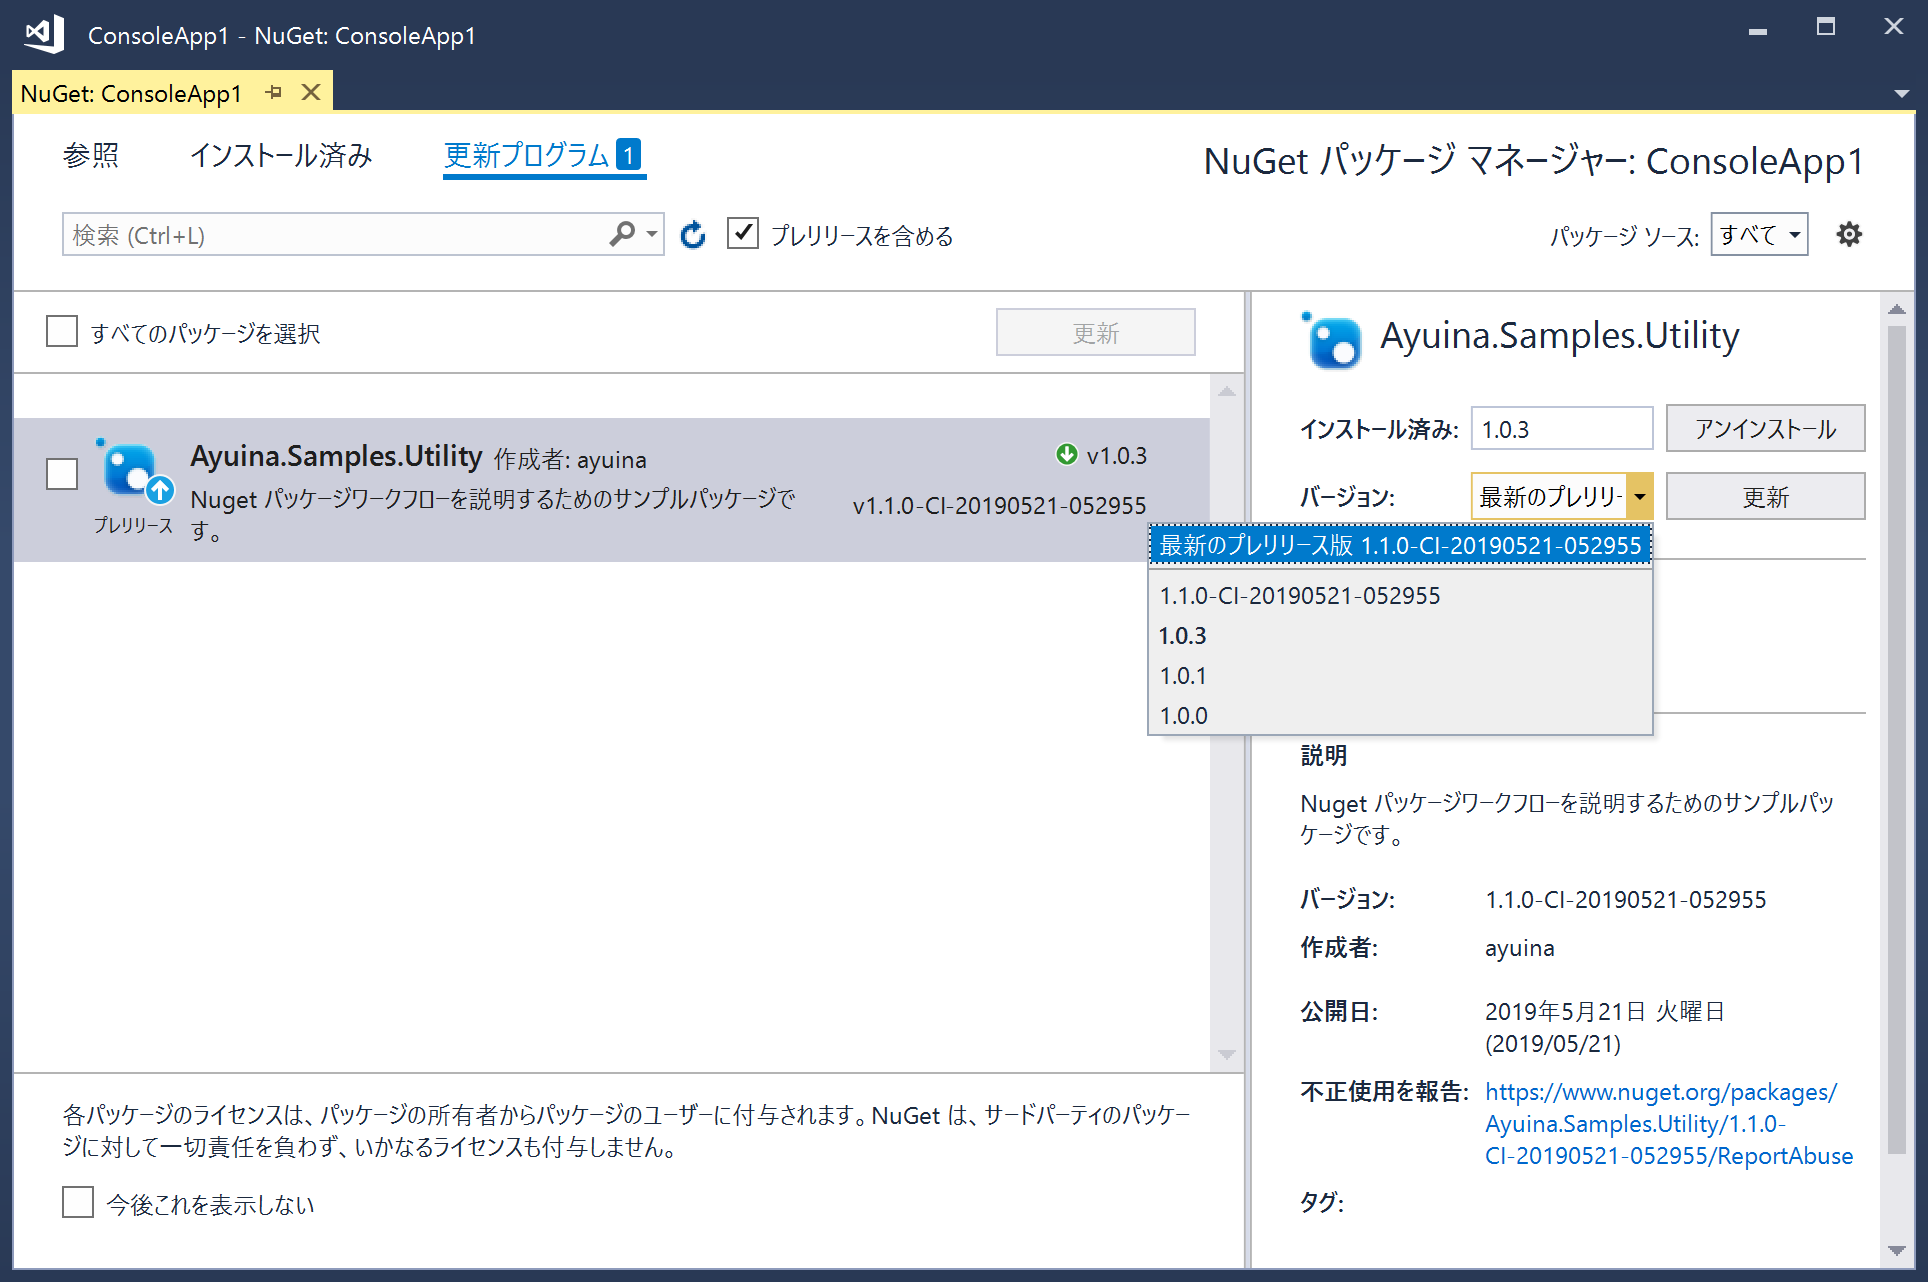 ConsoleApp1 - NuGet: ConsoleApp1
NuGet: ConsoleApp1
参照 インストール済み 更新プログラム 1
NuGet パッケージ マネージャー: ConsoleApp1
検索 (Ctrl+L) プレリリースを含める
パッケージ ソース: すべて
すべてのパッケージを選択 更新
Ayuina.Samples.Utility 作成者: ayuina
v1.0.3
Nuget パッケージワークフローを説明するためのサンプルパッケージで
す。
v1.1.0-CI-20190521-052955
プレリリース
Ayuina.Samples.Utility
インストール済み: 1.0.3 アンインストール
バージョン: 最新のプレリリ 更新
最新のプレリリース版 1.1.0-CI-20190521-052955
1.1.0-CI-20190521-052955
1.0.3
1.0.1
1.0.0
説明
Nuget パッケージワークフローを説明するためのサンプルパッ
ケージです。
バージョン: 1.1.0-CI-20190521-052955
作成者: ayuina
公開日: 2019年5月21日 火曜日
(2019/05/21)
不正使用を報告: https://www.nuget.org/packages/
Ayuina.Samples.Utility/1.1.0-
CI-20190521-052955/ReportAbuse
タグ:
各パッケージのライセンスは、パッケージの所有者からパッケージのユーザーに付与されます。NuGet は、サードパーティのパッケー
ジに対して一切責任を負わず、いかなるライセンスも付与しません。
今後これを表示しない